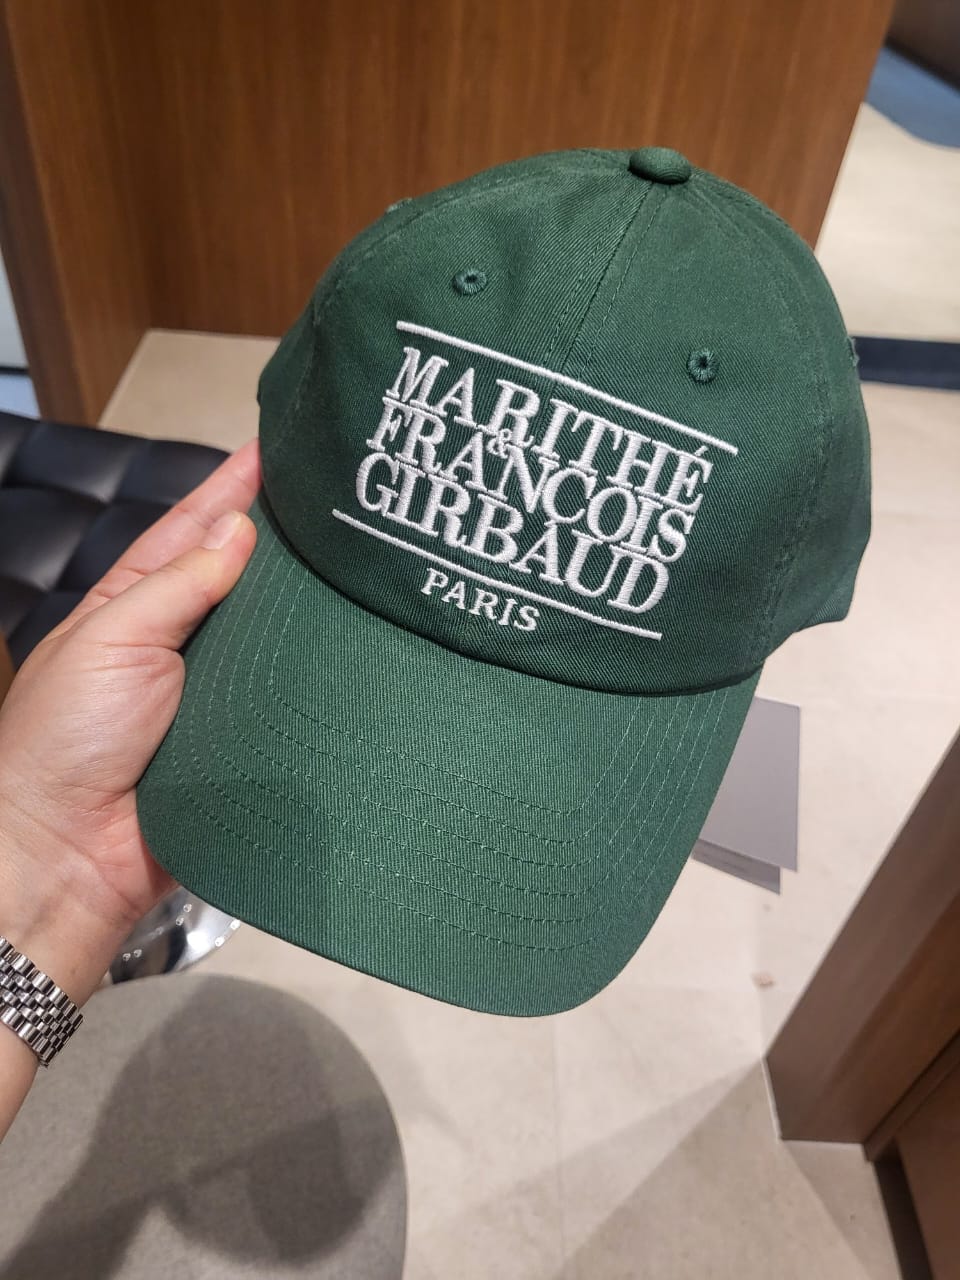 MARITHÉ
&
FRANÇOIS
GIRBAUD
PARIS